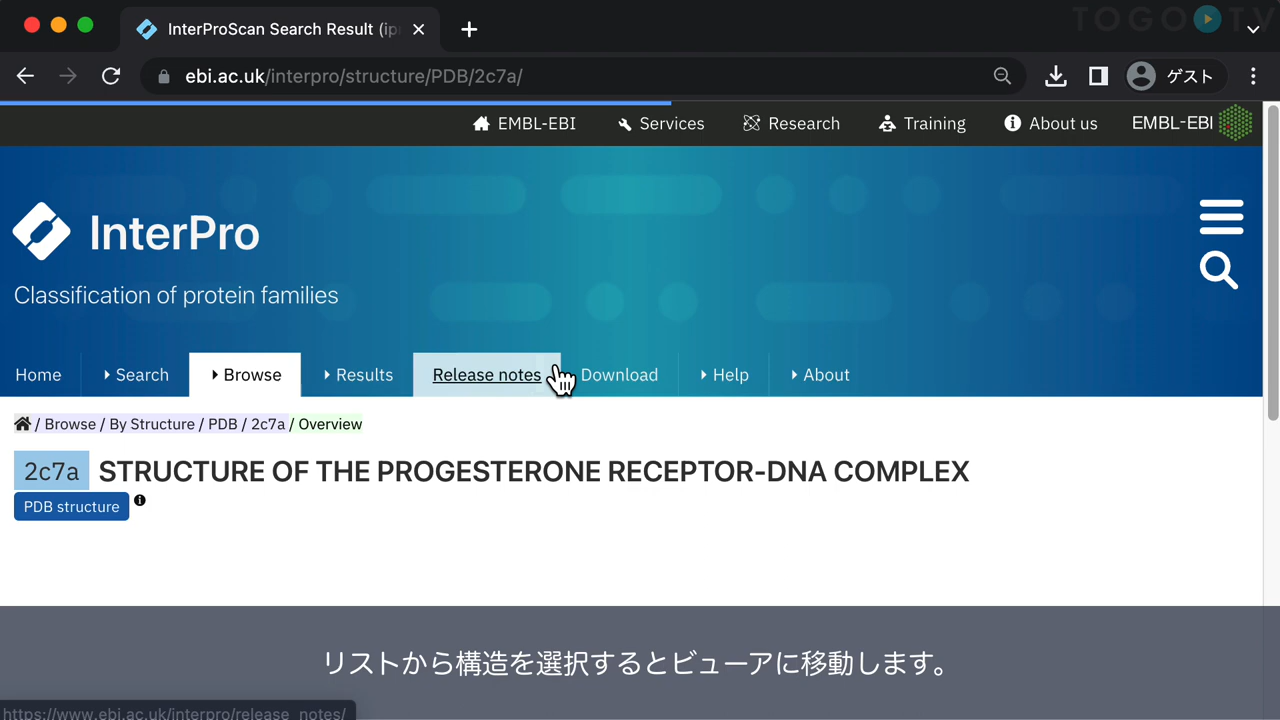 InterProScan Search Result (ip
TOGO TV
ebi.ac.uk/interpro/structure/PDB/2c7a/
ゲスト
EMBL-EBI Services Research Training About us EMBL-EBI
InterPro
Classification of protein families
Home Search Browse Results Release notes Download Help About
/ Browse / By Structure / PDB / 2c7a / Overview
2c7a STRUCTURE OF THE PROGESTERONE RECEPTOR-DNA COMPLEX
PDB structure
リストから構造を選択するとビューアに移動します。
https://www.ebi.ac.uk/interpro/release_notes/